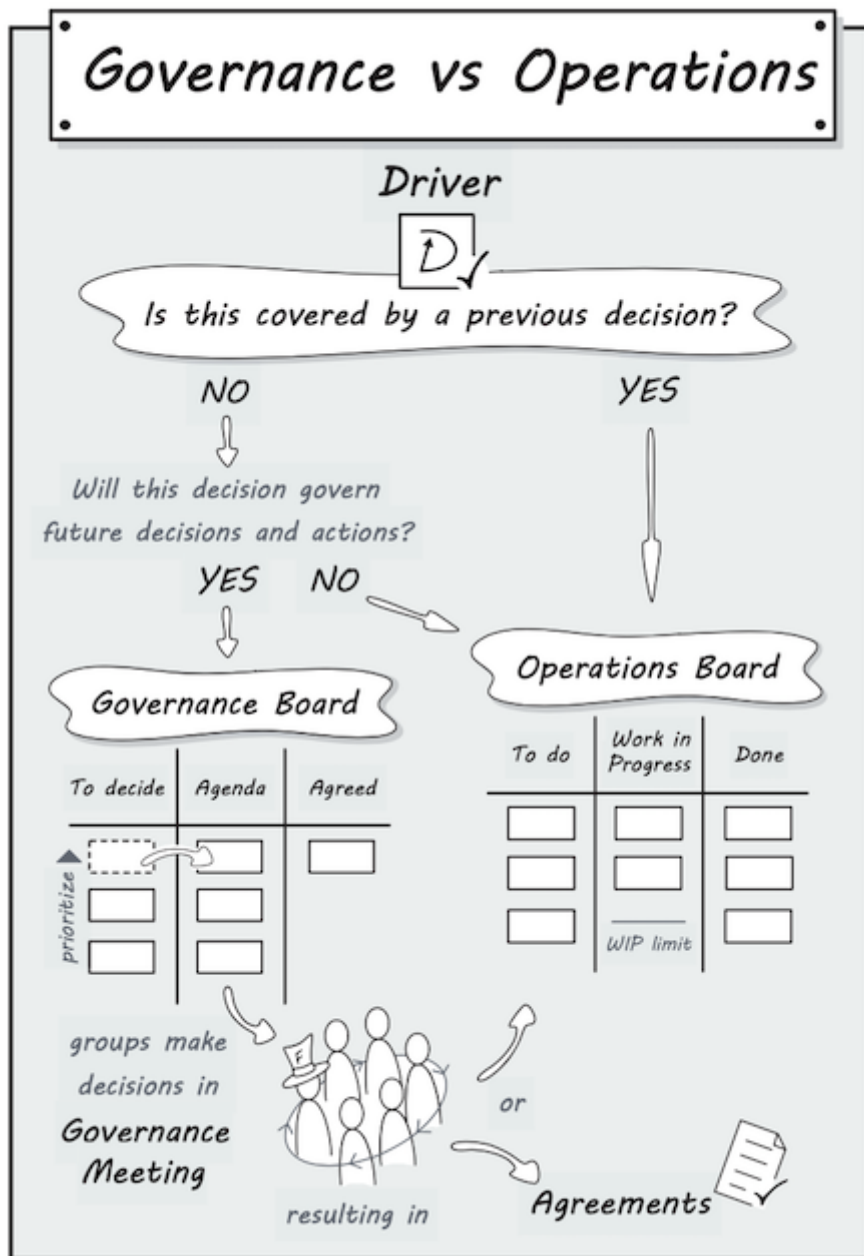 Governance vs Operations
Driver
D
Is this covered by a previous decision?
NO
YES
Will this decision govern
future decisions and actions?
YES
NO
Governance Board
To decide
Agenda
Agreed
prioritize
Operations Board
To do
Work in
Progress
Done
WIP limit
groups make
decisions in
Governance
Meeting
F
resulting in
or
Agreements